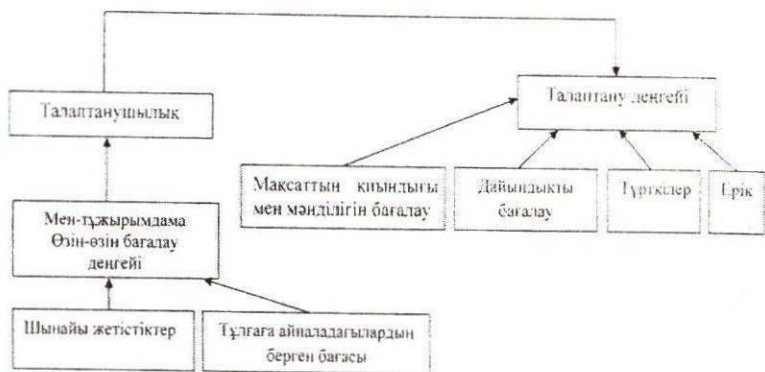 Талаптанушылық
Талаптану деңгейі
Мақсаттын қиындығы
мен мәнділігін бағалау
Дайындықты
бағалау
Түрткілер
Ерік
Мен-тұжырымдама
Өзін-өзін бағалау
деңгейі
Шынайы жетістіктер
Тұлғаға айналадағылардың
берген бағасы